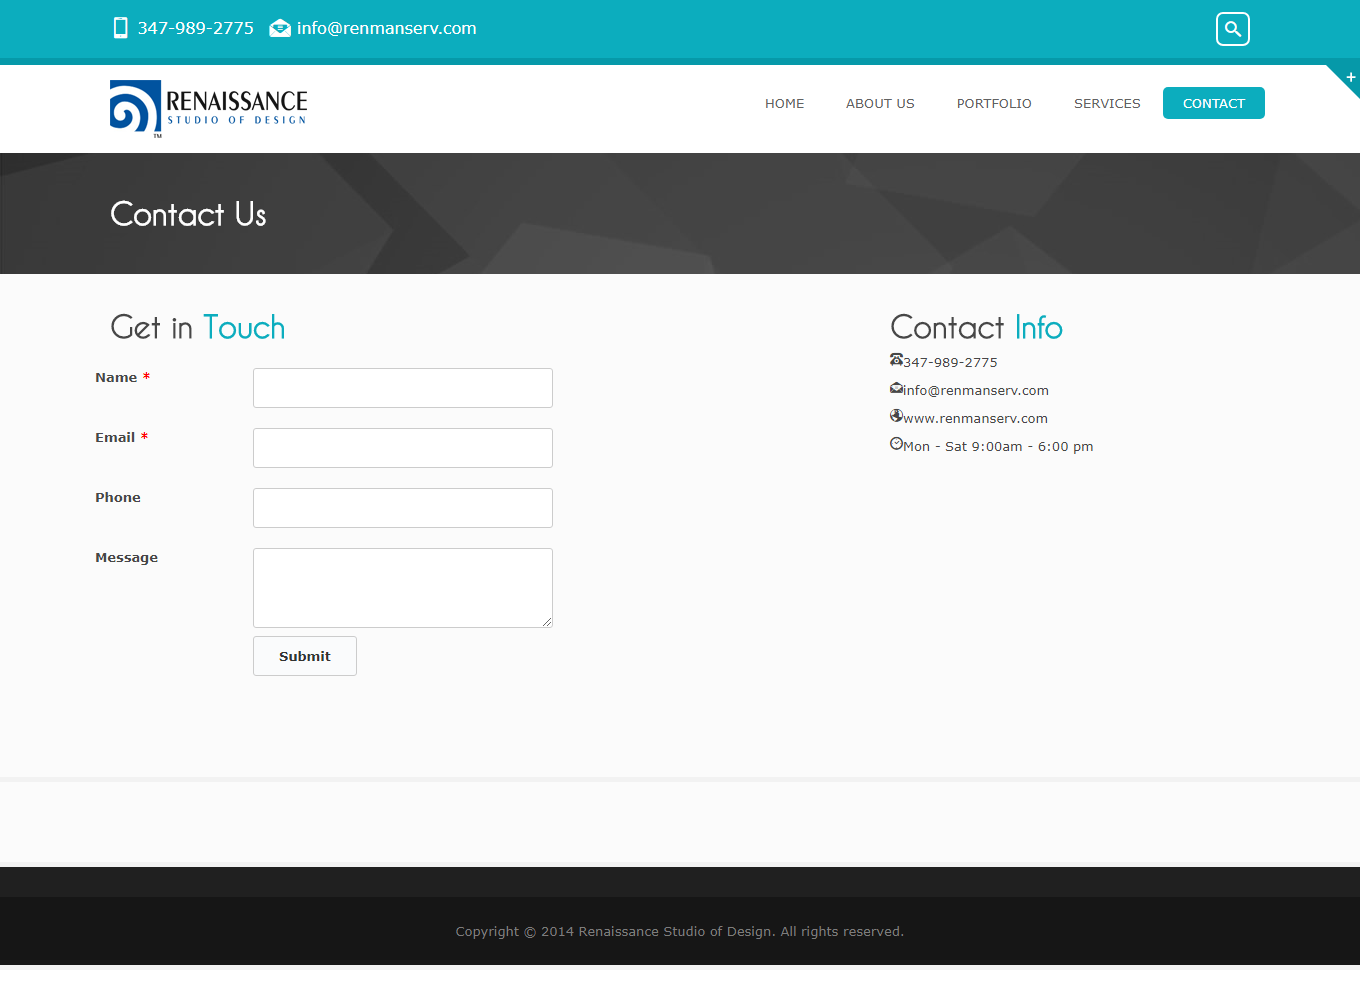 347-989-2775 info@renmanserv.com
+
RENAISSANCE
STUDIO OF DESIGN
TM
HOME ABOUT US PORTFOLIO SERVICES CONTACT
Contact Us
Get in Touch
Name *
Email *
Phone
Message
Submit
Contact Info
347-989-2775
info@renmanserv.com
www.renmanserv.com
Mon - Sat 9:00am - 6:00 pm
Copyright © 2014 Renaissance Studio of Design. All rights reserved.